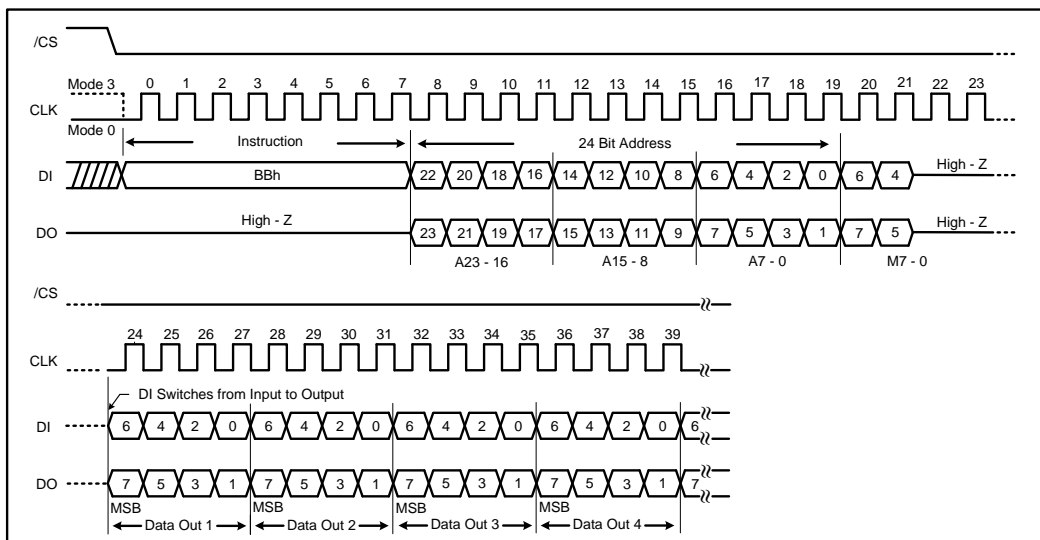 /CS
Mode 3 0 1 2 3 4 5 6 7 8 9 10 11 12 13 14 15 16 17 18 19 20 21 22 23
CLK
Mode 0 Instruction 24 Bit Address
DI BBh 22 20 18 16 14 12 10 8 6 4 2 0 6 4 High - Z
DO High - Z 23 21 19 17 15 13 11 9 7 5 3 1 7 5 High - Z
A23 - 16 A15 - 8 A7 - 0 M7 - 0
/CS
24 25 26 27 28 29 30 31 32 33 34 35 36 37 38 39
CLK
DI Switches from Input to Output
DI 6 4 2 0 6 4 2 0 6 4 2 0 6 4 2 0 6
DO 7 5 3 1 7 5 3 1 7 5 3 1 7 5 3 1 7
MSB MSB MSB MSB
Data Out 1 Data Out 2 Data Out 3 Data Out 4